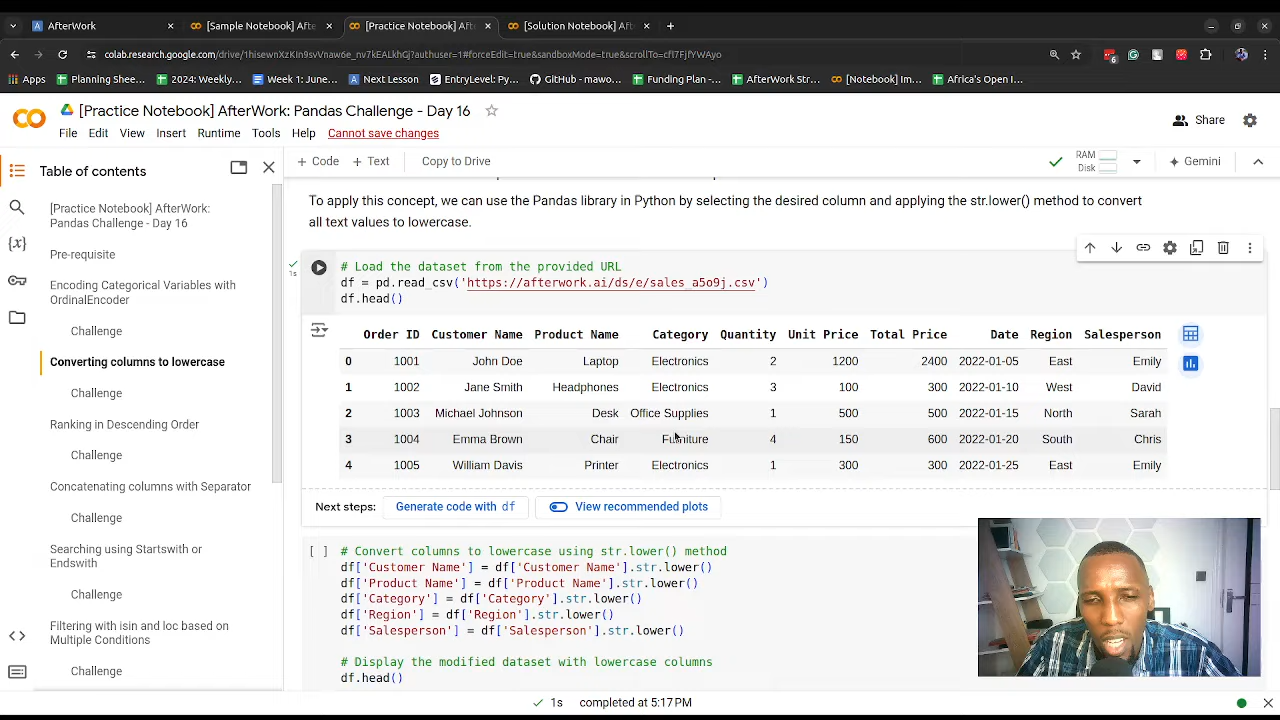 AfterWork
[Sample Notebook] Afte
[Practice Notebook] Aft
[Solution Notebook] Aft
colab.research.google.com/drive/1hisewnXzKIn9svVnaw6e_nv7kEALkhGj?authuser=1#forceEdit=true&sandboxMode=true&scrollTo=cfl7FjfYWAyo
Apps
Planning Shee...
2024: Weekly...
Week 1: June...
Next Lesson
EntryLevel: Py...
GitHub - mawo...
Funding Plan -...
AfterWork Str...
[Notebook] Im...
Africa's Open I...
[Practice Notebook] AfterWork: Pandas Challenge - Day 16
File Edit View Insert Runtime Tools Help Cannot save changes
Share
Table of contents
+ Code + Text Copy to Drive
RAM
Disk
Gemini
[Practice Notebook] AfterWork:
Pandas Challenge - Day 16
Pre-requisite
Encoding Categorical Variables with
OrdinalEncoder
Challenge
Converting columns to lowercase
Challenge
Ranking in Descending Order
Challenge
Concatenating columns with Separator
Challenge
Searching using Startswith or
Endswith
Challenge
Filtering with isin and loc based on
Multiple Conditions
Challenge
To apply this concept, we can use the Pandas library in Python by selecting the desired column and applying the str.lower() method to convert
all text values to lowercase.
1s
# Load the dataset from the provided URL
df = pd.read_csv('https://afterwork.ai/ds/e/sales_a5o9j.csv')
df.head()
Order ID Customer Name Product Name Category Quantity Unit Price Total Price Date Region Salesperson
0 1001 John Doe Laptop Electronics 2 1200 2400 2022-01-05 East Emily
1 1002 Jane Smith Headphones Electronics 3 100 300 2022-01-10 West David
2 1003 Michael Johnson Desk Office Supplies 1 500 500 2022-01-15 North Sarah
3 1004 Emma Brown Chair Furniture 4 150 600 2022-01-20 South Chris
4 1005 William Davis Printer Electronics 1 300 300 2022-01-25 East Emily
Next steps: Generate code with df View recommended plots
[ ] # Convert columns to lowercase using str.lower() method
df['Customer Name'] = df['Customer Name'].str.lower()
df['Product Name'] = df['Product Name'].str.lower()
df['Category'] = df['Category'].str.lower()
df['Region'] = df['Region'].str.lower()
df['Salesperson'] = df['Salesperson'].str.lower()
# Display the modified dataset with lowercase columns
df.head()
1s completed at 5:17 PM